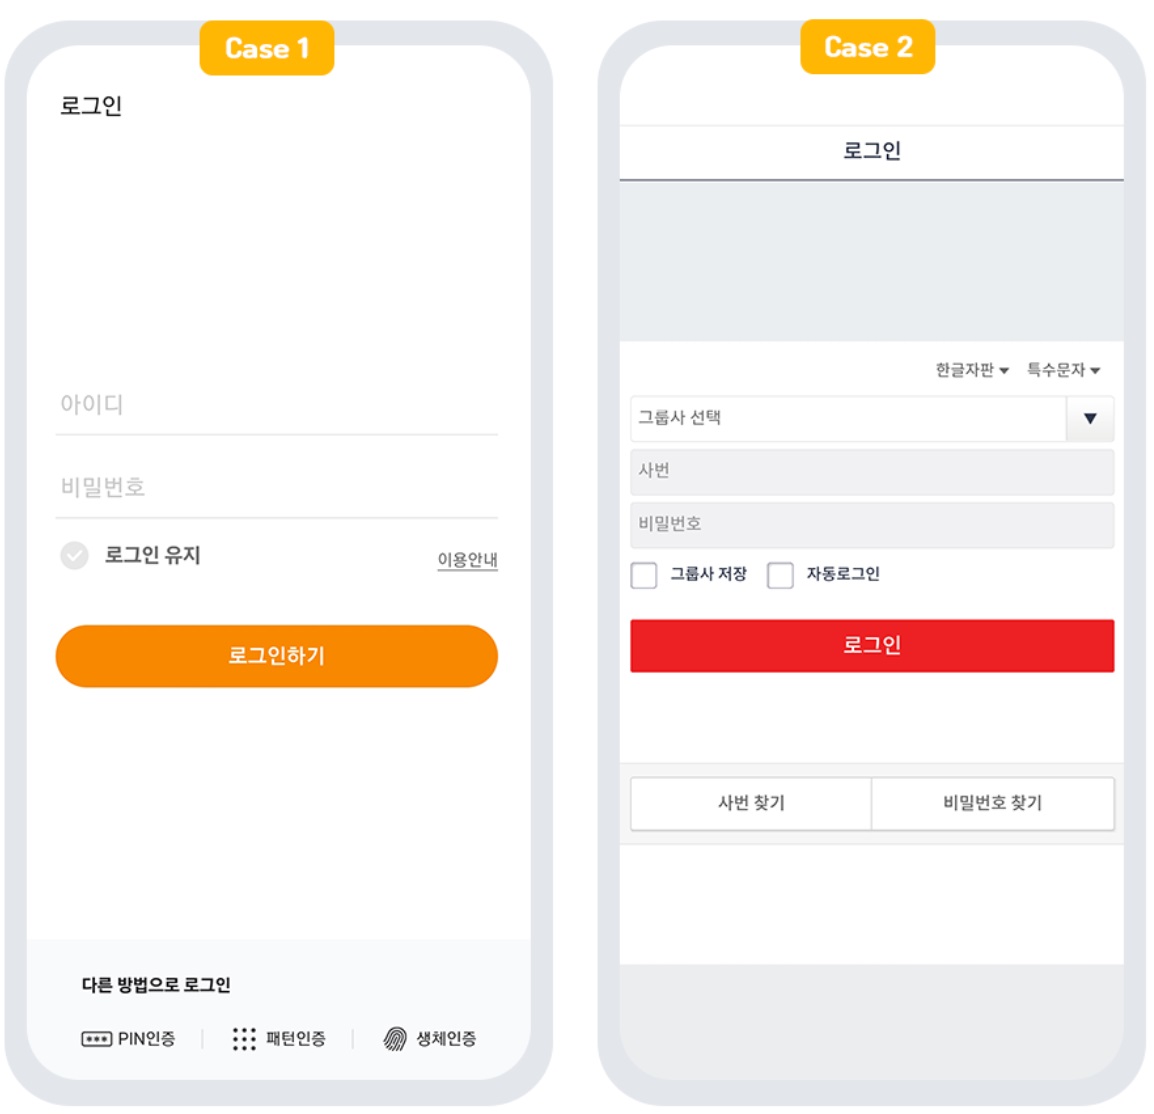 Case 1
로그인
아이디
비밀번호
로그인 유지
이용안내
로그인하기
다른 방법으로 로그인
PIN인증
패턴인증
생체인증
Case 2
로그인
한글자판
특수문자
그룹사 선택
사번
비밀번호
그룹사 저장
자동로그인
로그인
사번 찾기
비밀번호 찾기